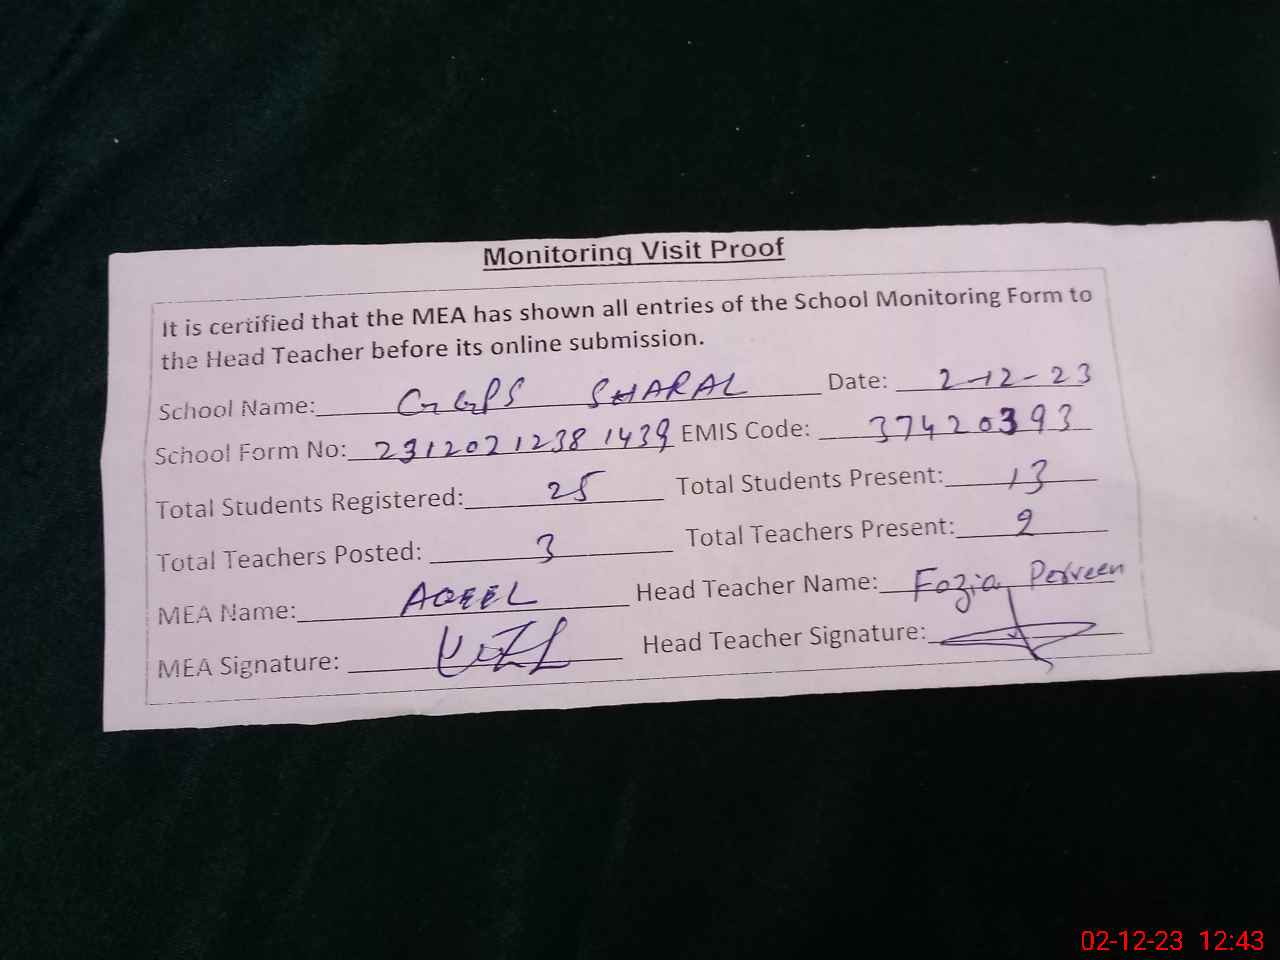 Monitoring Visit Proof
It is certified that the MEA has shown all entries of the School Monitoring Form to
the Head Teacher before its online submission.
School Name: GGPS SHARAL Date: 2-12-23
School Form No: 23120212381439 EMIS Code: 37420393
Total Students Registered: 25 Total Students Present: 13
Total Teachers Posted: 3 Total Teachers Present: 2
MEA Name: AQEEL Head Teacher Name: Fozia Perveen
MEA Signature: Head Teacher Signature:
02-12-23 12:43